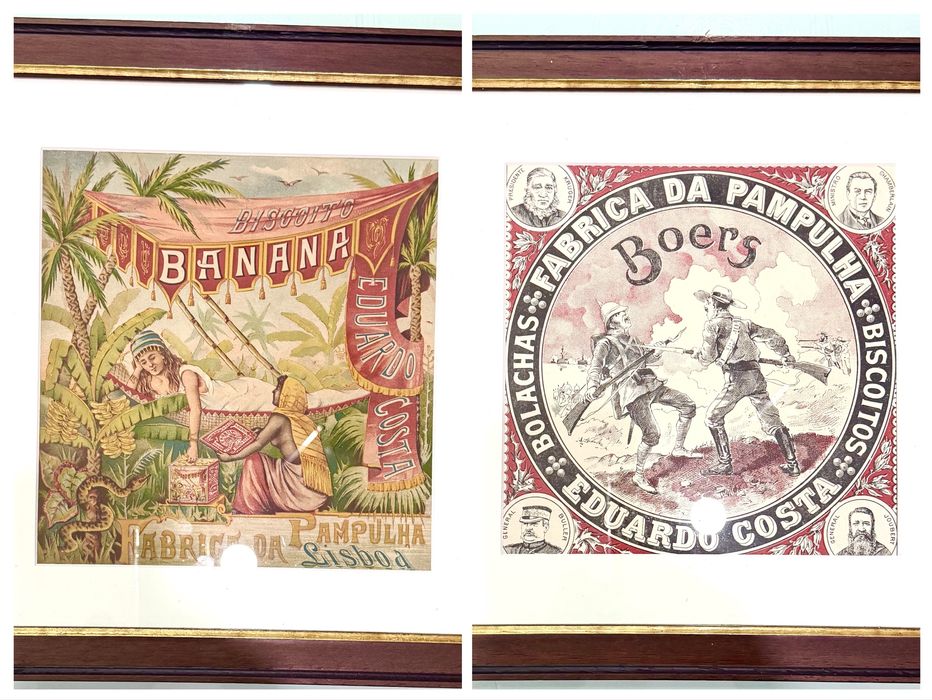 BISCOITO
BANANA
EDUARDO
COSTA
FABRICA DA PAMPULHA
Lisboa
PRESIDENTE KRUGER
MINISTRO CHAMBERLAIN
FABRICA DA PAMPULHA
Boers
BOLACHAS
BISCOITOS
EDUARDO COSTA
GENERAL BULLER
GENERAL JOUBERT